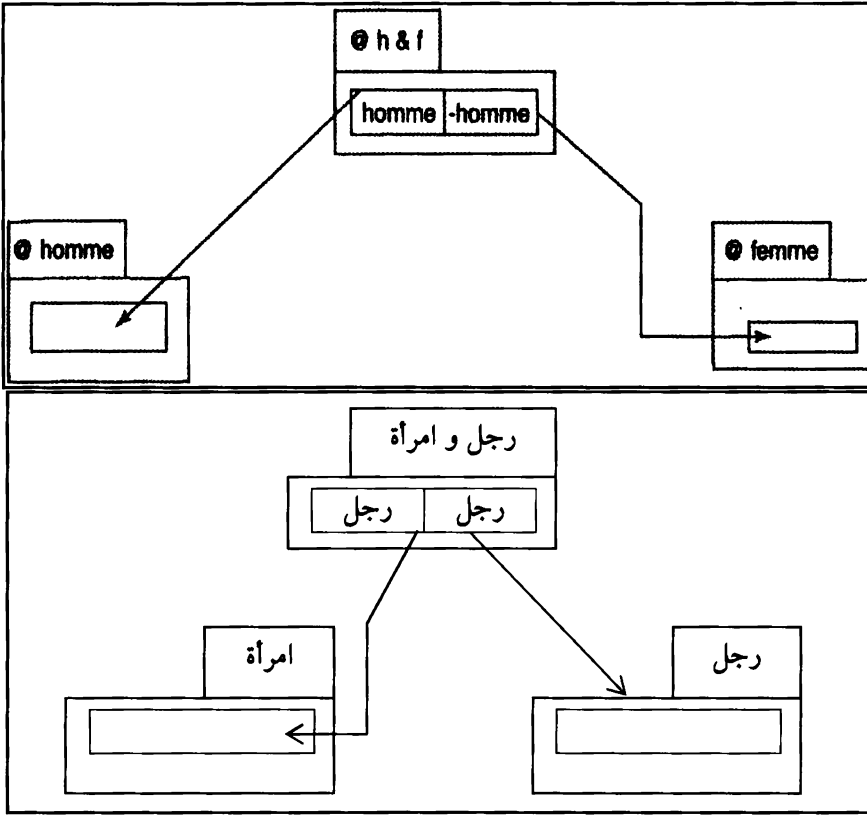 @ h & f
homme -homme
@ homme
@ femme
رجل و امرأة
رجل رجل
امرأة
رجل